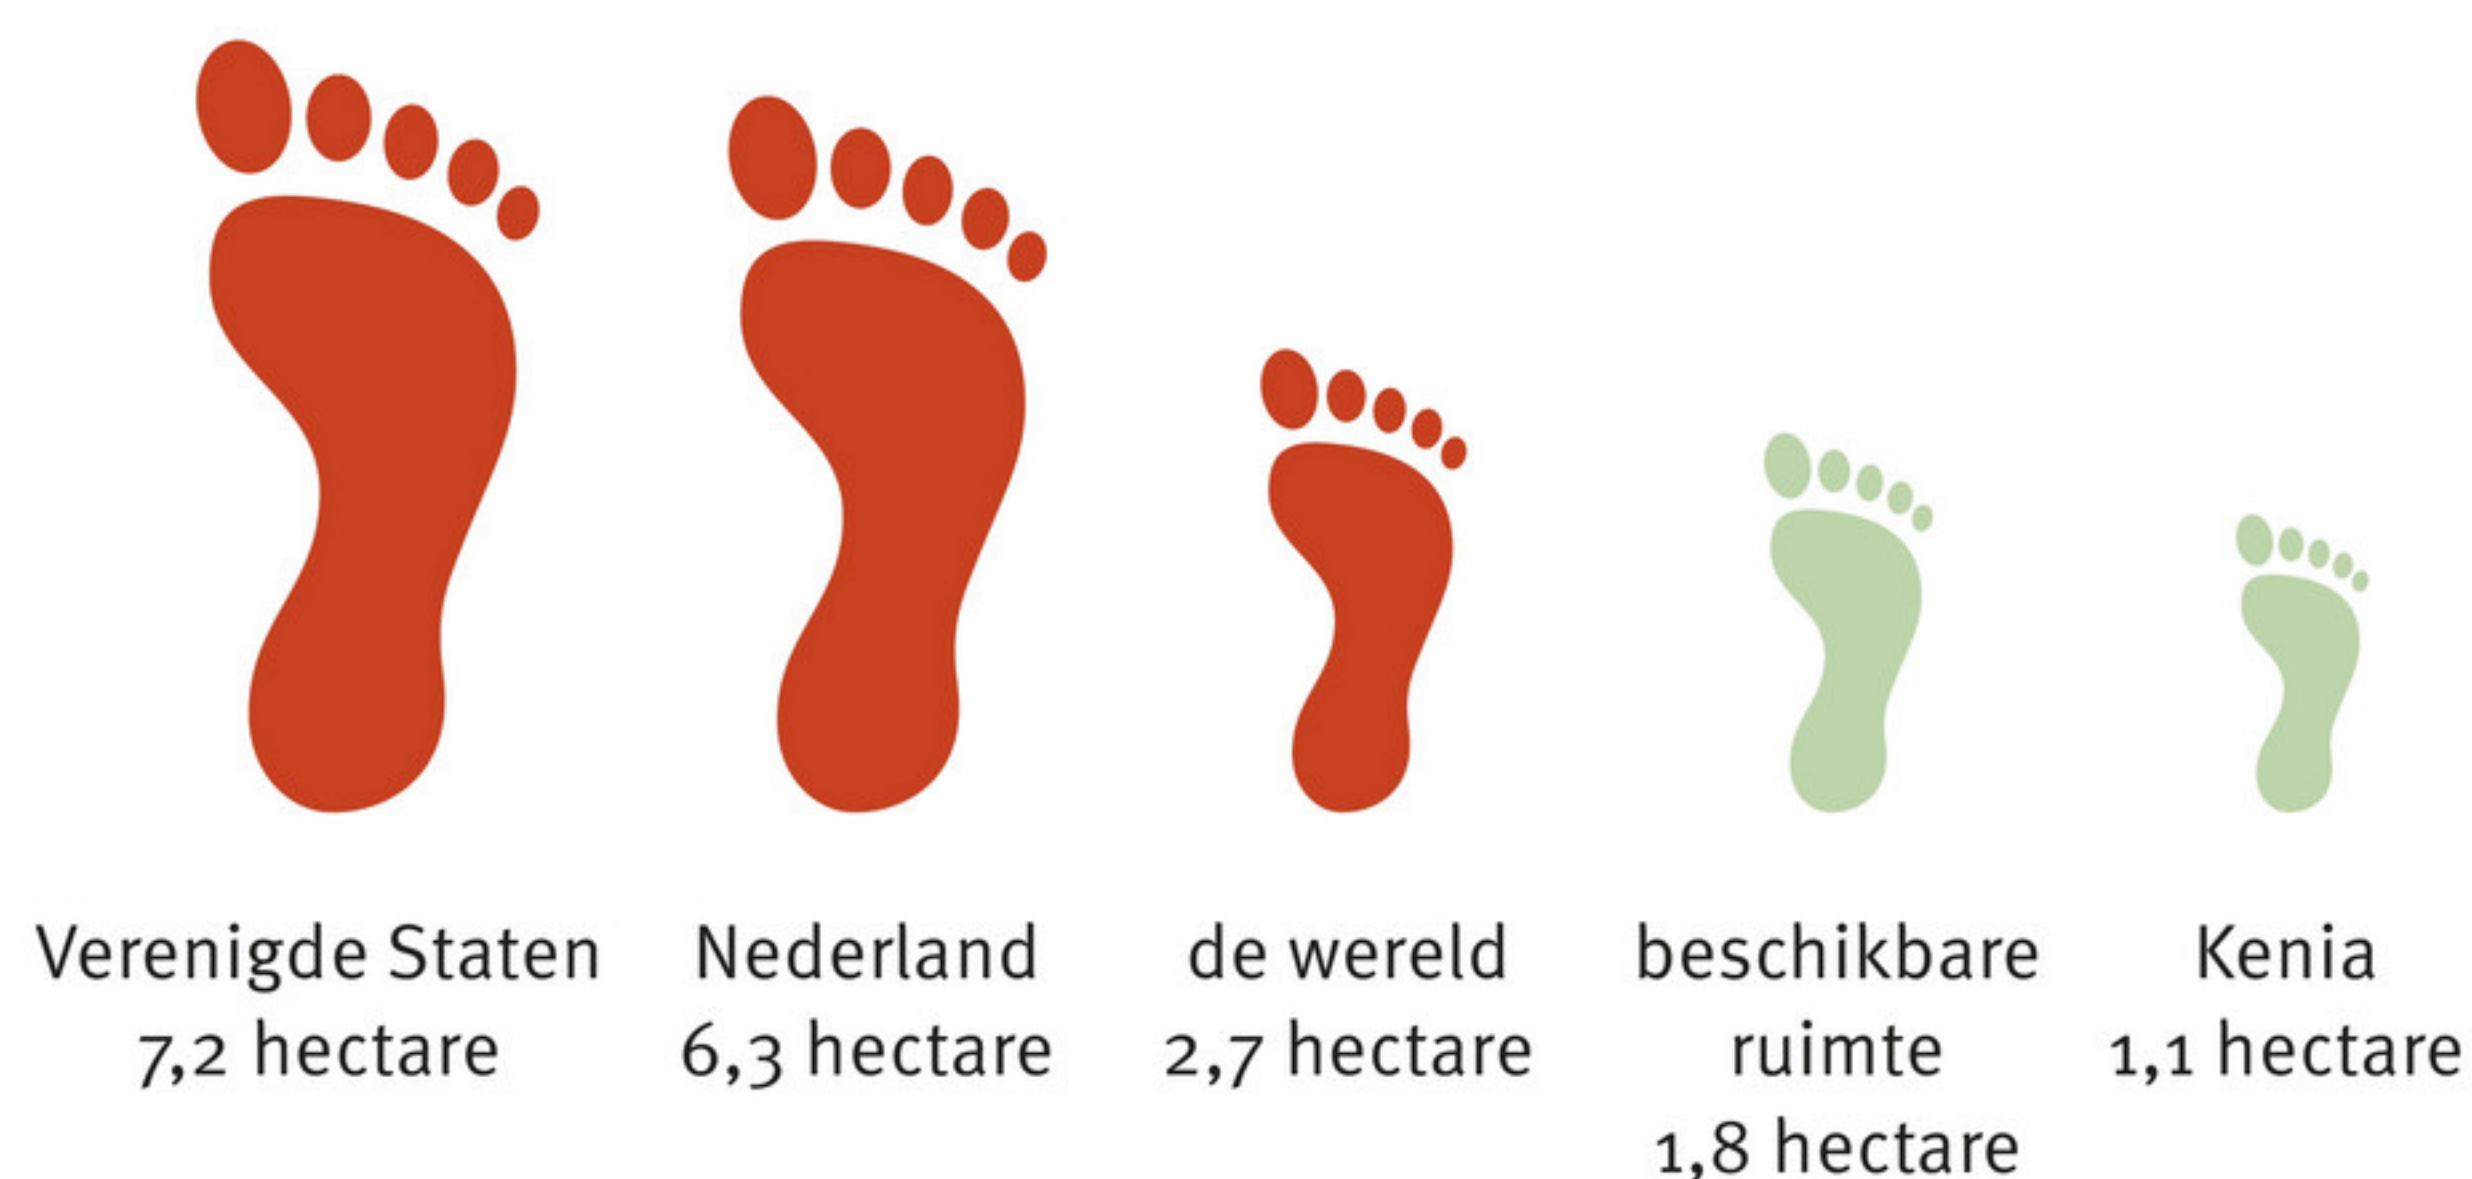 Verenigde Staten
7,2 hectare
Nederland
6,3 hectare
de wereld
2,7 hectare
beschikbare
ruimte
1,8 hectare
Kenia
1,1 hectare